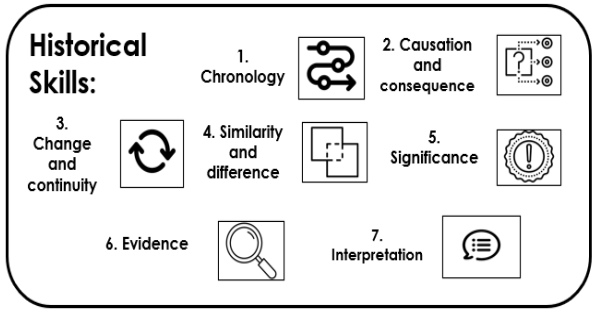 Historical
Skills:
1.
Chronology
2. Causation
and
consequence
3.
Change
and
continuity
4. Similarity
and
difference
5.
Significance
6. Evidence
7.
Interpretation